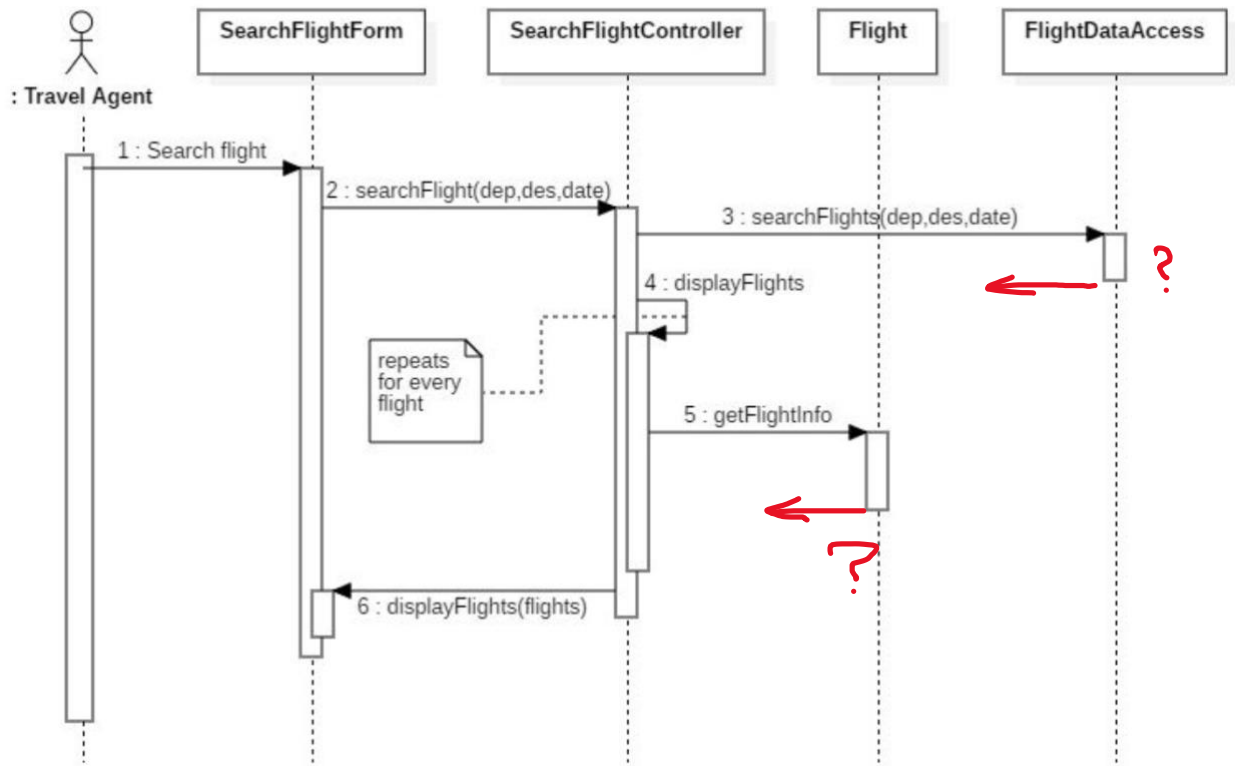 SearchFlightForm
SearchFlightController
Flight
FlightDataAccess
: Travel Agent
1 : Search flight
2 : searchFlight(dep,des,date)
3 : searchFlights(dep,des,date)
?
4 : displayFlights
repeats
for every
flight
5 : getFlightInfo
?
6 : displayFlights(flights)